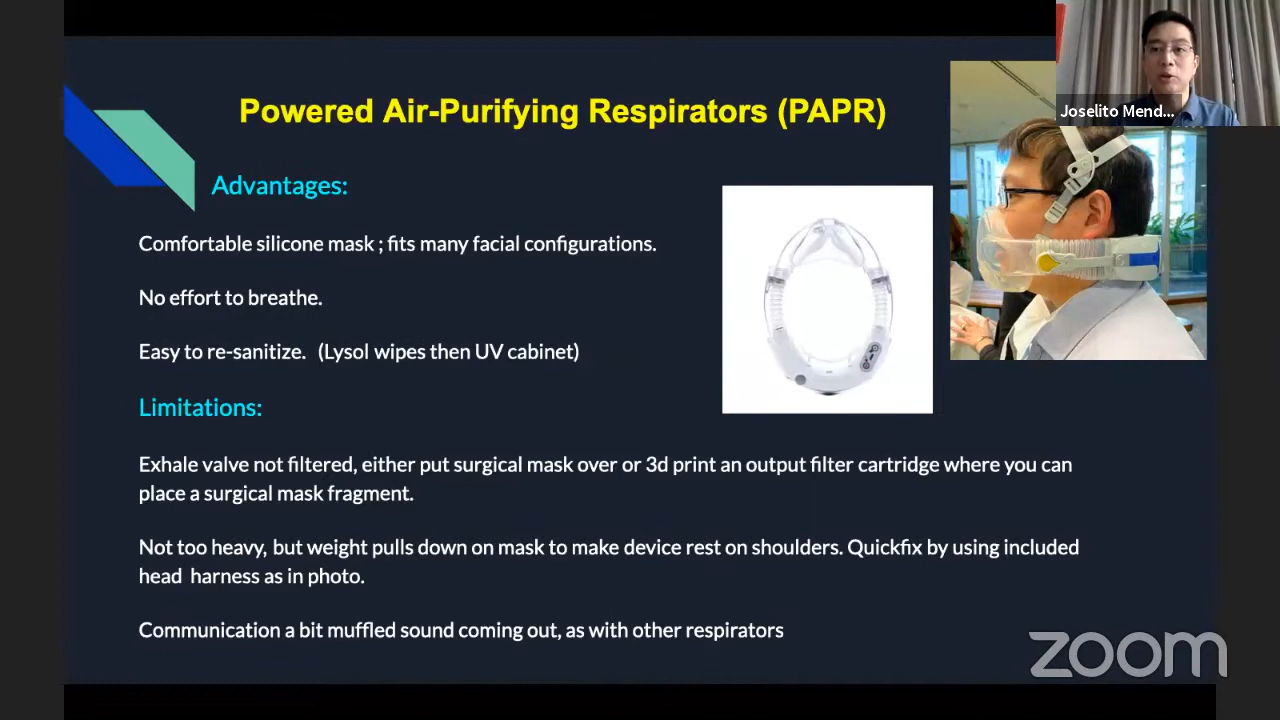 Powered Air-Purifying Respirators (PAPR)
Joselito Mend...
Advantages:
Comfortable silicone mask ; fits many facial configurations.
No effort to breathe.
Easy to re-sanitize. (Lysol wipes then UV cabinet)
Limitations:
Exhale valve not filtered, either put surgical mask over or 3d print an output filter cartridge where you can
place a surgical mask fragment.
Not too heavy, but weight pulls down on mask to make device rest on shoulders. Quickfix by using included
head harness as in photo.
Communication a bit muffled sound coming out, as with other respirators
zoom